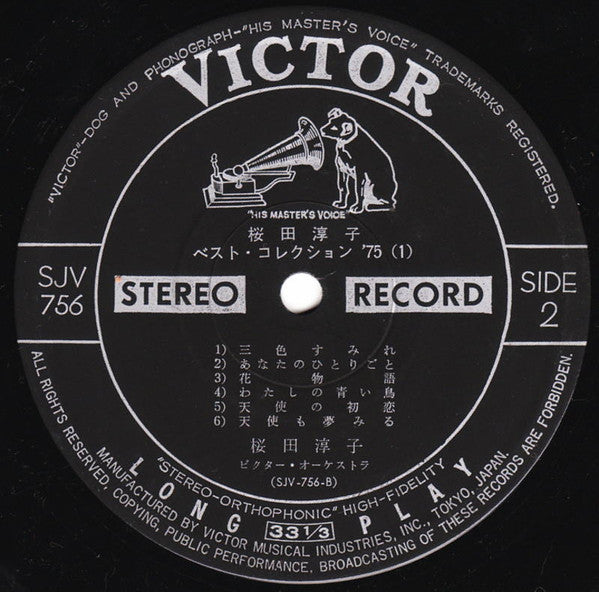 "VICTOR"-DOG AND PHONOGRAPH-"HIS MASTER'S VOICE" TRADEMARKS REGISTERED.
VICTOR
"HIS MASTER'S VOICE"
桜田淳子
ベスト・コレクション '75 (1)
SJV
756
STEREO
RECORD
SIDE
2
1) 三色すみれ
2) あなたのひとりごと
3) 花物語
4) わたしの青い鳥
5) 天使の初恋
6) 天使も夢みる
桜田淳子
ビクター・オーケストラ
(SJV-756-B)
"STEREO-ORTHOPHONIC" HIGH-FIDELITY
LONG 33 1/3 PLAY
MANUFACTURED BY VICTOR MUSICAL INDUSTRIES, INC., TOKYO, JAPAN.
ALL RIGHTS RESERVED, COPYING, PUBLIC PERFORMANCE, BROADCASTING OF THESE RECORDS ARE FORBIDDEN.